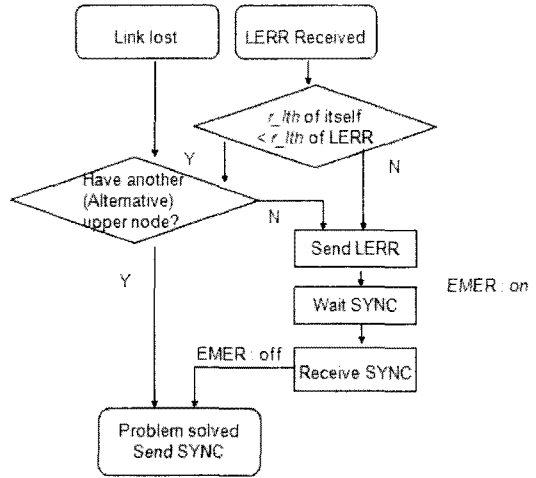 Link lost
LERR Received
r_lth of itself
< r_lth of LERR
Y
N
Have another
(Alternative)
upper node?
N
Send LERR
Y
EMER : on
Wait SYNC
EMER : off
Receive SYNC
Problem solved
Send SYNC